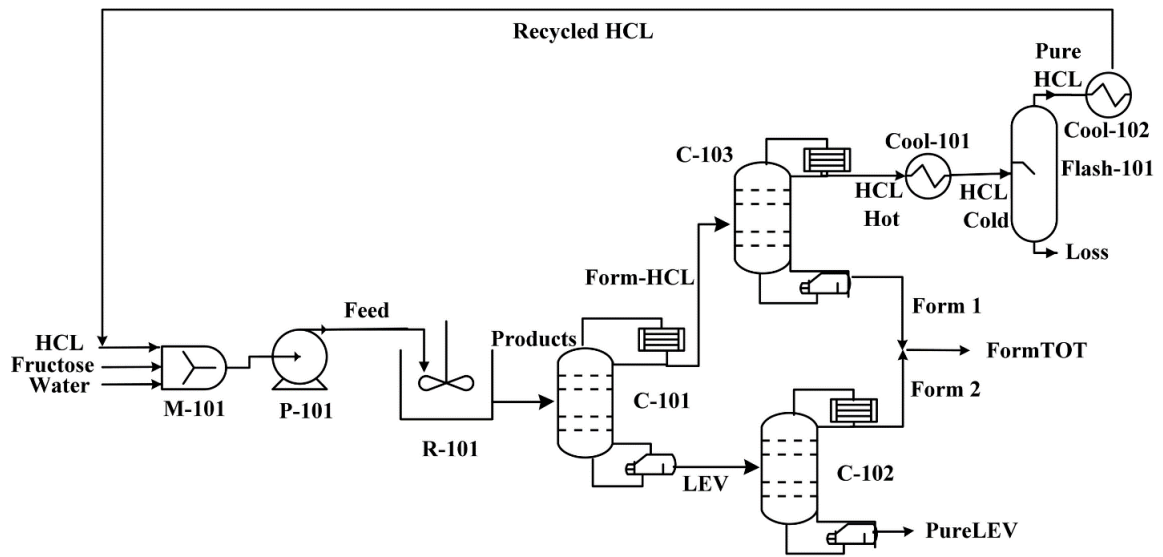 Recycled HCL
Pure
HCL
Cool-102
Cool-101
C-103
Flash-101
HCL
Hot
HCL
Cold
Loss
Form-HCL
Form 1
Feed
Products
HCL
Fructose
Water
FormTOT
Form 2
M-101
P-101
C-101
R-101
C-102
LEV
PureLEV